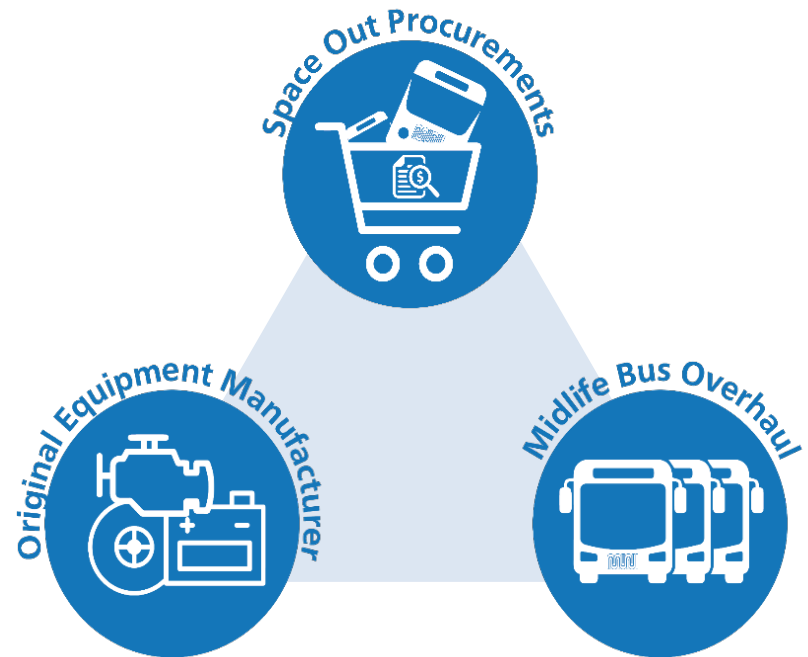 Space Out Procurements
$
Original Equipment Manufacturer
+ -
Midlife Bus Overhaul